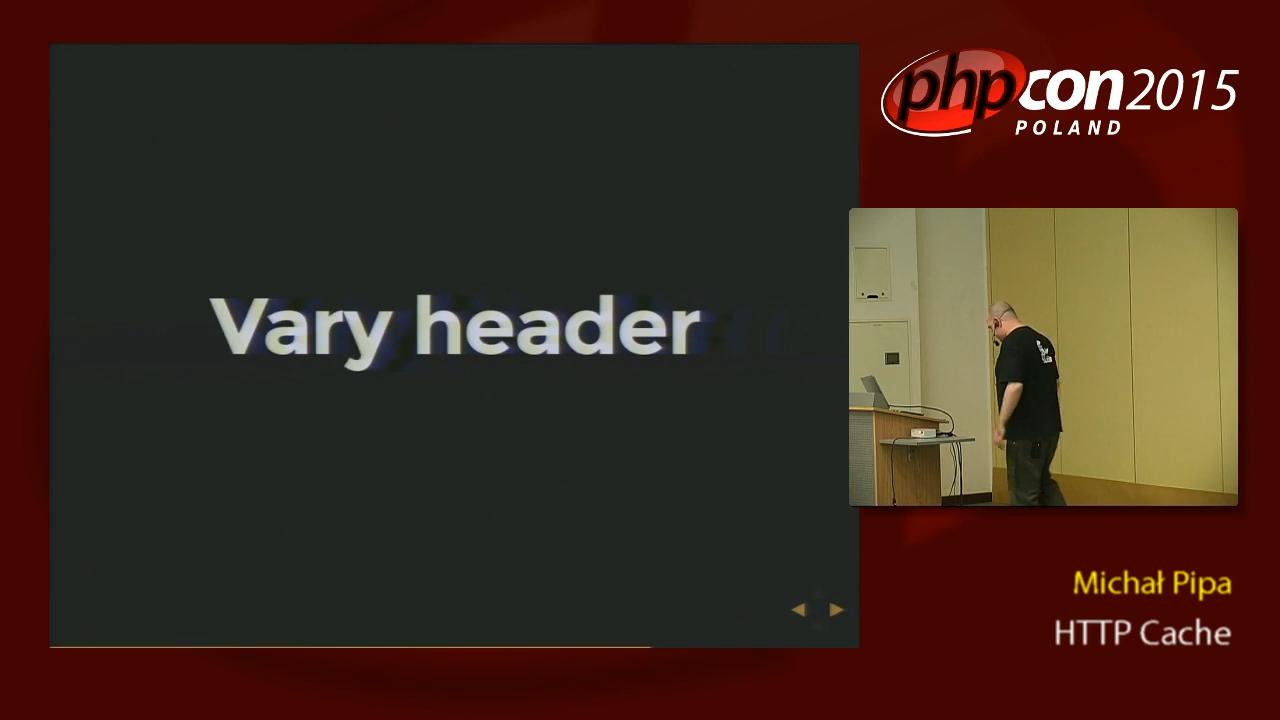 Vary header
phpcon2015
POLAND
Michał Pipa
HTTP Cache